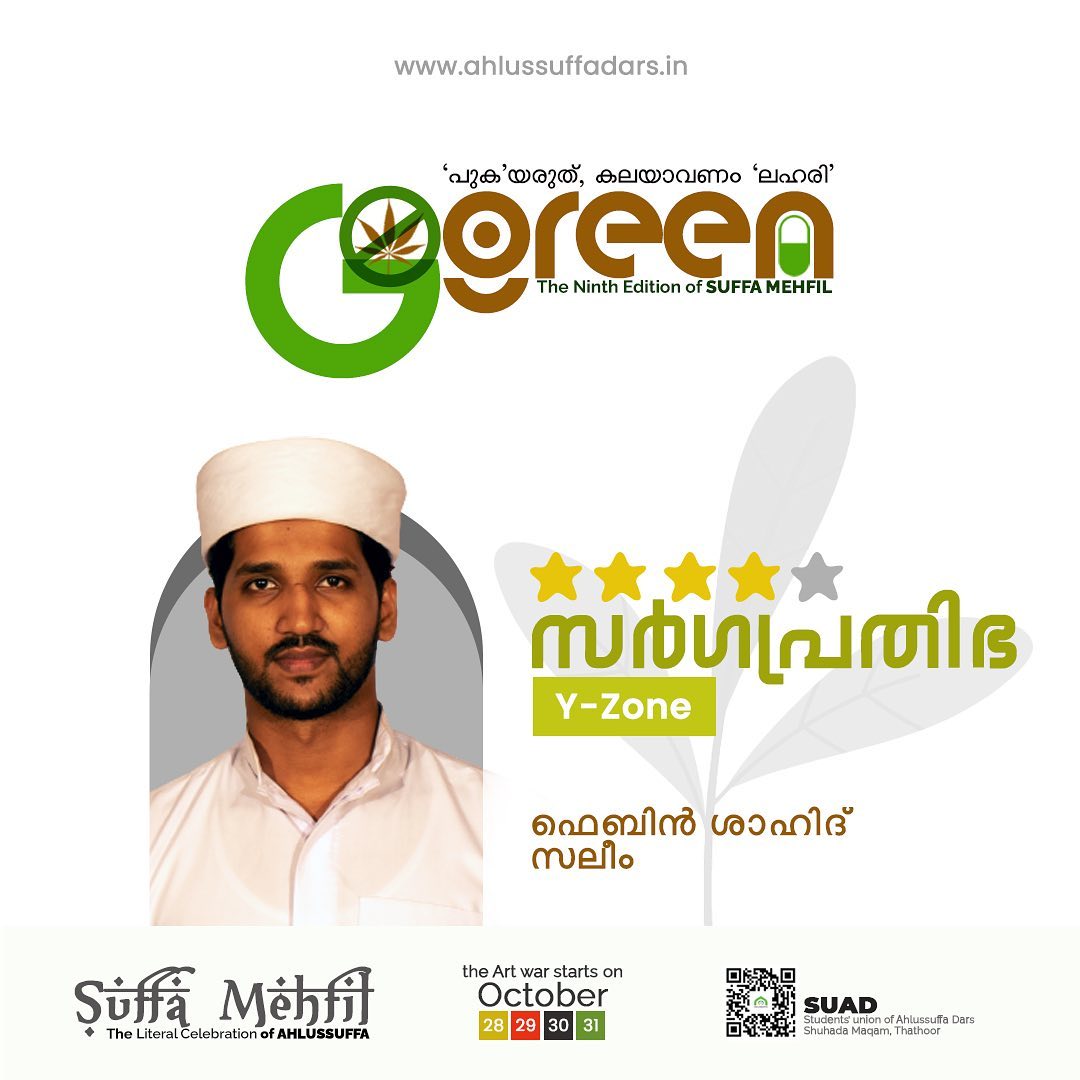 www.ahlussuffadars.in
‘പുക’യരുത്, കലയാവണം ‘ലഹരി’
Go green
The Ninth Edition of SUFFA MEHFIL
സർഗപ്രതിഭ
Y-Zone
ഫെബിൻ ശാഹിദ്
സലീം
Suffa Mehfil
The Literal Celebration of AHLUSSUFFA
the Art war starts on
October
28 29 30 31
SUAD
Students' union of Ahlussuffa Dars
Shuhada Maqam, Thathoor